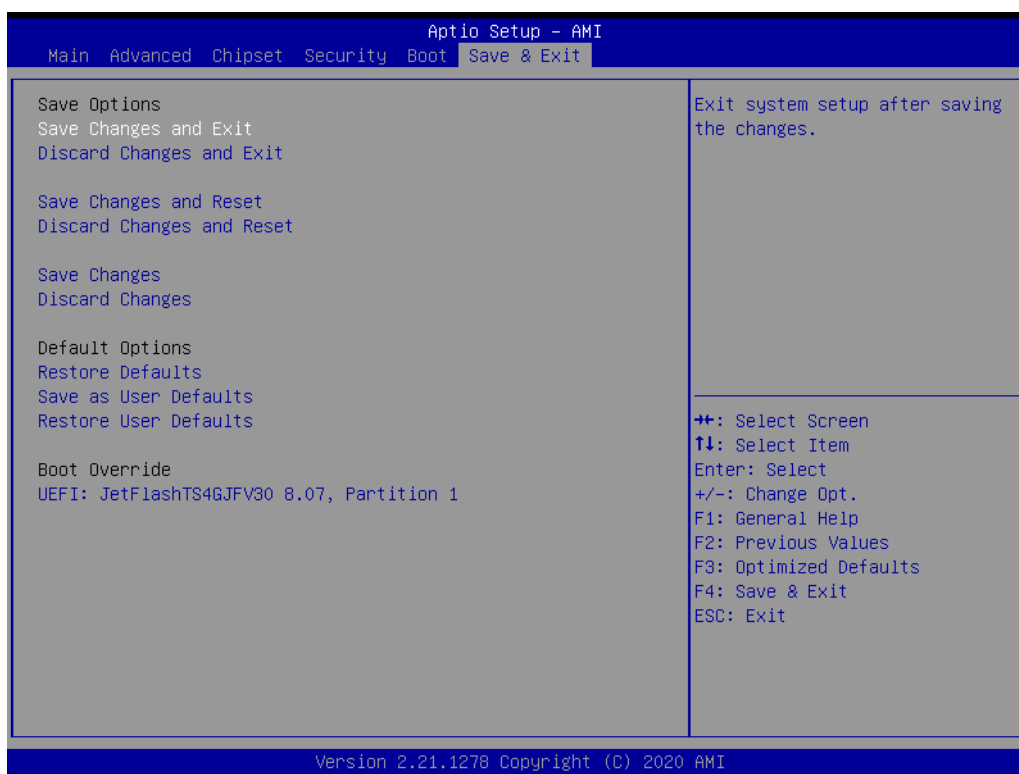 Aptio Setup - AMI
Main Advanced Chipset Security Boot Save & Exit
Save Options
Save Changes and Exit
Discard Changes and Exit
Save Changes and Reset
Discard Changes and Reset
Save Changes
Discard Changes
Default Options
Restore Defaults
Save as User Defaults
Restore User Defaults
Boot Override
UEFI: JetFlashTS4GJFV30 8.07, Partition 1
Exit system setup after saving
the changes.
→←: Select Screen
↑↓: Select Item
Enter: Select
+/-: Change Opt.
F1: General Help
F2: Previous Values
F3: Optimized Defaults
F4: Save & Exit
ESC: Exit
Version 2.21.1278 Copyright (C) 2020 AMI